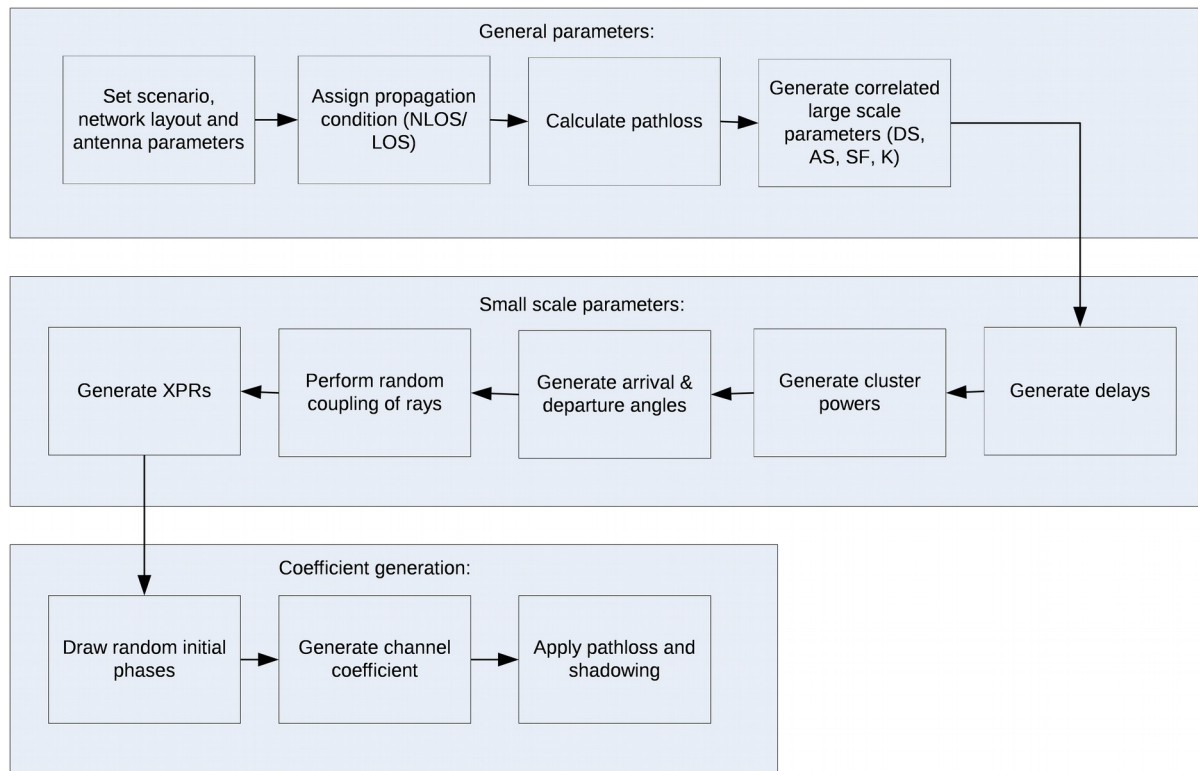 General parameters:
Set scenario,
network layout and
antenna parameters
Assign propagation
condition (NLOS/
LOS)
Calculate pathloss
Generate correlated
large scale
parameters (DS,
AS, SF, K)
Small scale parameters:
Generate XPRs
Perform random
coupling of rays
Generate arrival &
departure angles
Generate cluster
powers
Generate delays
Coefficient generation:
Draw random initial
phases
Generate channel
coefficient
Apply pathloss and
shadowing